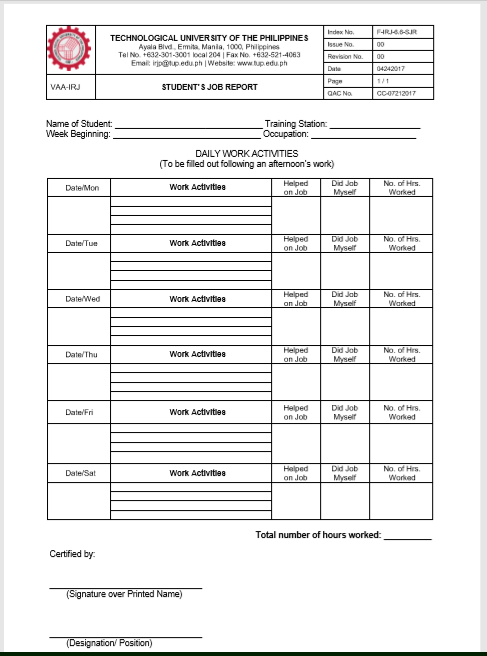 TECHNOLOGICAL UNIVERSITY OF THE PHILIPPINES
Ayala Blvd., Ermita, Manila, 1000, Philippines
Tel No. +632-301-3001 local 204 | Fax No. +632-521-4063
Email: irjp@tup.edu.ph | Website: www.tup.edu.ph
Index No. F-IRJ-6.6-SJR
Issue No. 00
Revision No. 00
Date 04242017
Page 1 / 1
QAC No. CC-07212017
VAA-IRJ
STUDENT'S JOB REPORT
Name of Student: Training Station:
Week Beginning: Occupation:
DAILY WORK ACTIVITIES
(To be filled out following an afternoon's work)
Date/Mon Work Activities Helped on Job Did Job Myself No. of Hrs. Worked
Date/Tue Work Activities Helped on Job Did Job Myself No. of Hrs. Worked
Date/Wed Work Activities Helped on Job Did Job Myself No. of Hrs. Worked
Date/Thu Work Activities Helped on Job Did Job Myself No. of Hrs. Worked
Date/Fri Work Activities Helped on Job Did Job Myself No. of Hrs. Worked
Date/Sat Work Activities Helped on Job Did Job Myself No. of Hrs. Worked
Total number of hours worked:
Certified by:
(Signature over Printed Name)
(Designation/ Position)